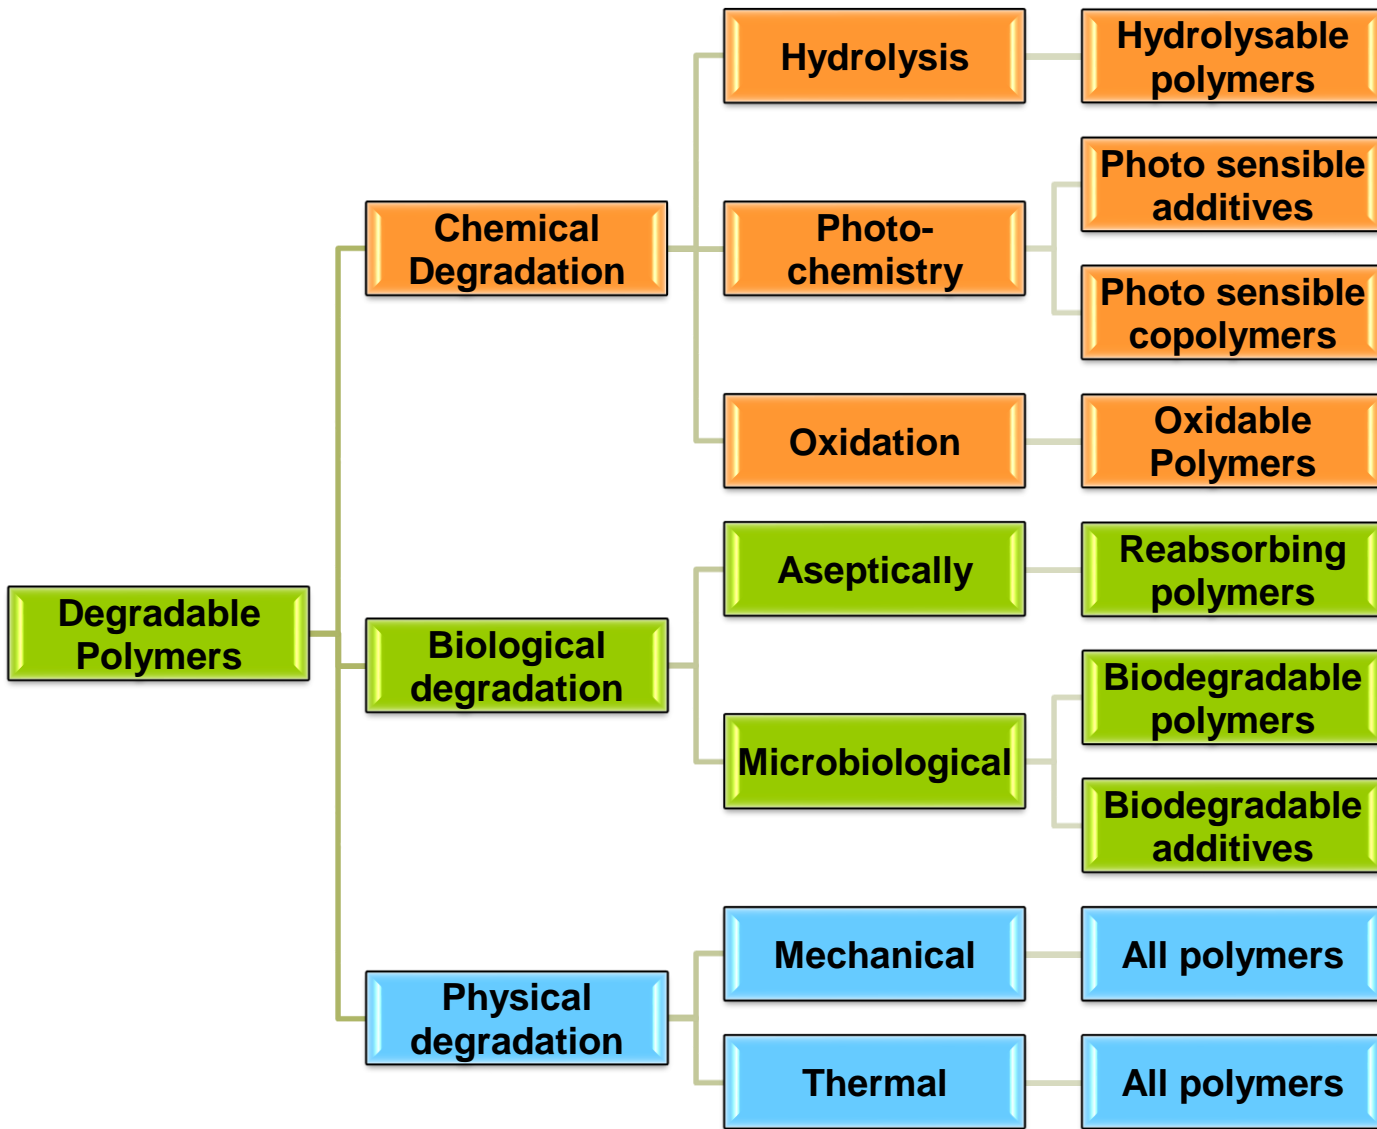 Degradable
Polymers
Chemical
Degradation
Hydrolysis
Hydrolysable
polymers
Photo-
chemistry
Photo sensible
additives
Photo sensible
copolymers
Oxidation
Oxidable
Polymers
Biological
degradation
Aseptically
Reabsorbing
polymers
Microbiological
Biodegradable
polymers
Biodegradable
additives
Physical
degradation
Mechanical
All polymers
Thermal
All polymers